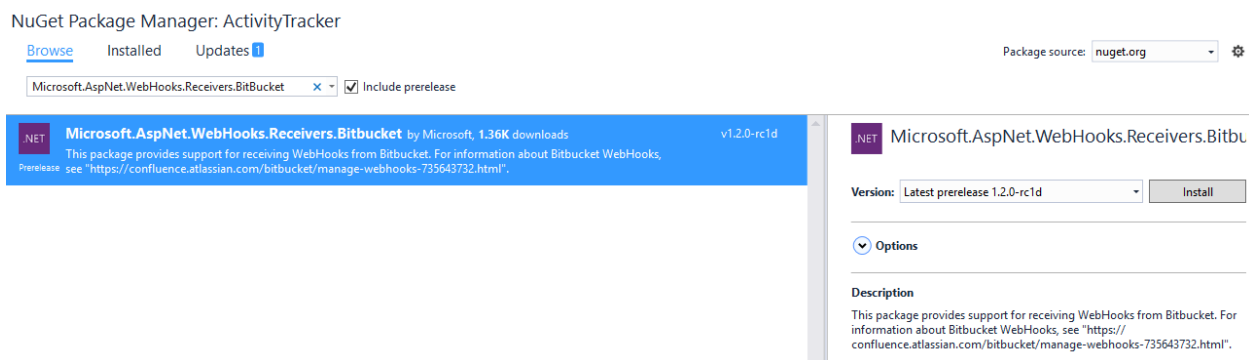 NuGet Package Manager: ActivityTracker
Browse Installed Updates 1
Package source: nuget.org
Microsoft.AspNet.WebHooks.Receivers.BitBucket Include prerelease
.NET Microsoft.AspNet.WebHooks.Receivers.Bitbucket by Microsoft, 1.36K downloads v1.2.0-rc1d
This package provides support for receiving WebHooks from Bitbucket. For information about Bitbucket WebHooks,
Prerelease see "https://confluence.atlassian.com/bitbucket/manage-webhooks-735643732.html".
.NET Microsoft.AspNet.WebHooks.Receivers.Bitbu
Version: Latest prerelease 1.2.0-rc1d Install
Options
Description
This package provides support for receiving WebHooks from Bitbucket. For
information about Bitbucket WebHooks, see "https://
confluence.atlassian.com/bitbucket/manage-webhooks-735643732.html".